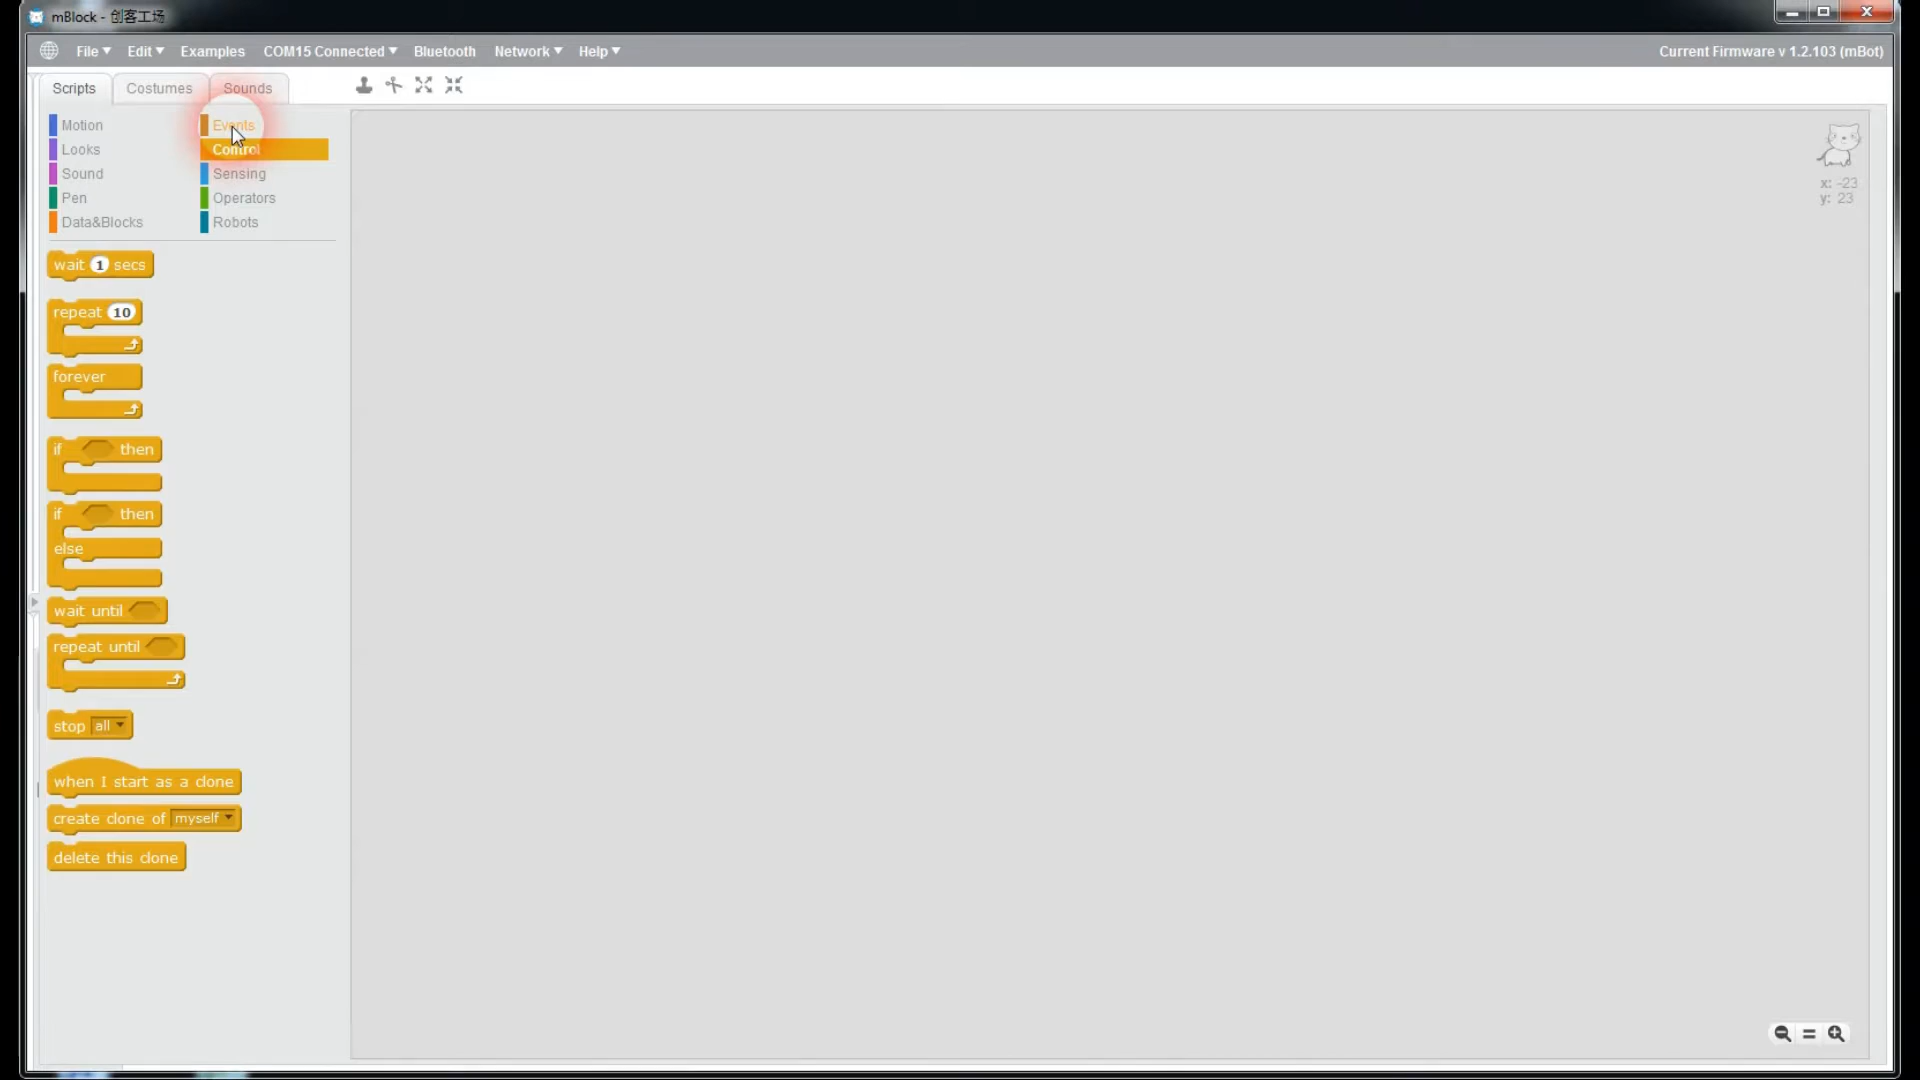 mBlock - 创客工场
File Edit Examples COM15 Connected Bluetooth Network Help Current Firmware v 1.2.103 (mBot)
Scripts Costumes Sounds
Motion Events
Looks Control
Sound Sensing
Pen Operators
Data&Blocks Robots
x: -23
y: 23
wait 1 secs
repeat 10
forever
if then
if then
else
wait until
repeat until
stop all
when I start as a clone
create clone of myself
delete this clone